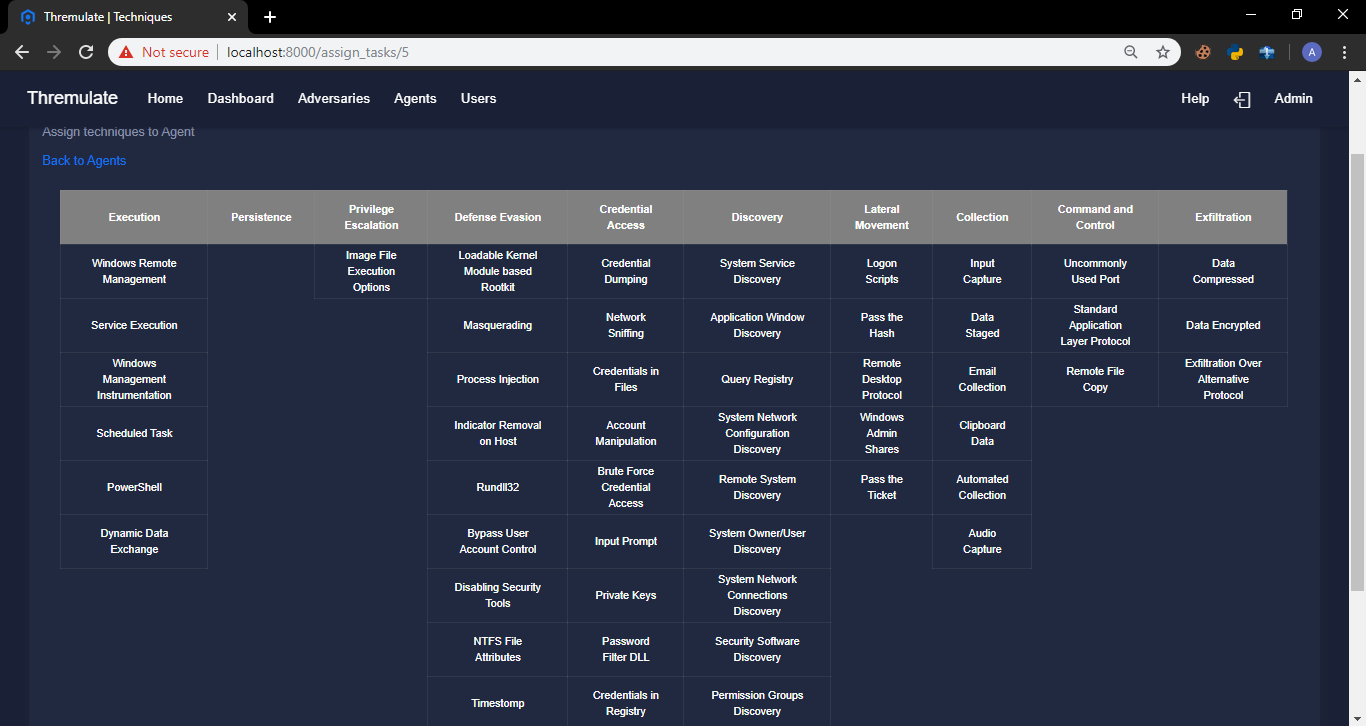 Thremulate | Techniques
Not secure
localhost:8000/assign_tasks/5
A
Thremulate
Home
Dashboard
Adversaries
Agents
Users
Help
Admin
Assign techniques to Agent
Back to Agents
Execution
Persistence
Privilege
Escalation
Defense Evasion
Credential
Access
Discovery
Lateral
Movement
Collection
Command and
Control
Exfiltration
Windows Remote
Management
Image File
Execution
Options
Loadable Kernel
Module based
Rootkit
Credential
Dumping
System Service
Discovery
Logon
Scripts
Input
Capture
Uncommonly
Used Port
Data
Compressed
Service Execution
Masquerading
Network
Sniffing
Application Window
Discovery
Pass the
Hash
Data
Staged
Standard
Application
Layer Protocol
Data Encrypted
Windows
Management
Instrumentation
Process Injection
Credentials in
Files
Query Registry
Remote
Desktop
Protocol
Email
Collection
Remote File
Copy
Exfiltration Over
Alternative
Protocol
Scheduled Task
Indicator Removal
on Host
Account
Manipulation
System Network
Configuration
Discovery
Windows
Admin
Shares
Clipboard
Data
PowerShell
Rundll32
Brute Force
Credential
Access
Remote System
Discovery
Pass the
Ticket
Automated
Collection
Dynamic Data
Exchange
Bypass User
Account Control
Input Prompt
System Owner/User
Discovery
Audio
Capture
Disabling Security
Tools
Private Keys
System Network
Connections
Discovery
NTFS File
Attributes
Password
Filter DLL
Security Software
Discovery
Timestomp
Credentials in
Registry
Permission Groups
Discovery